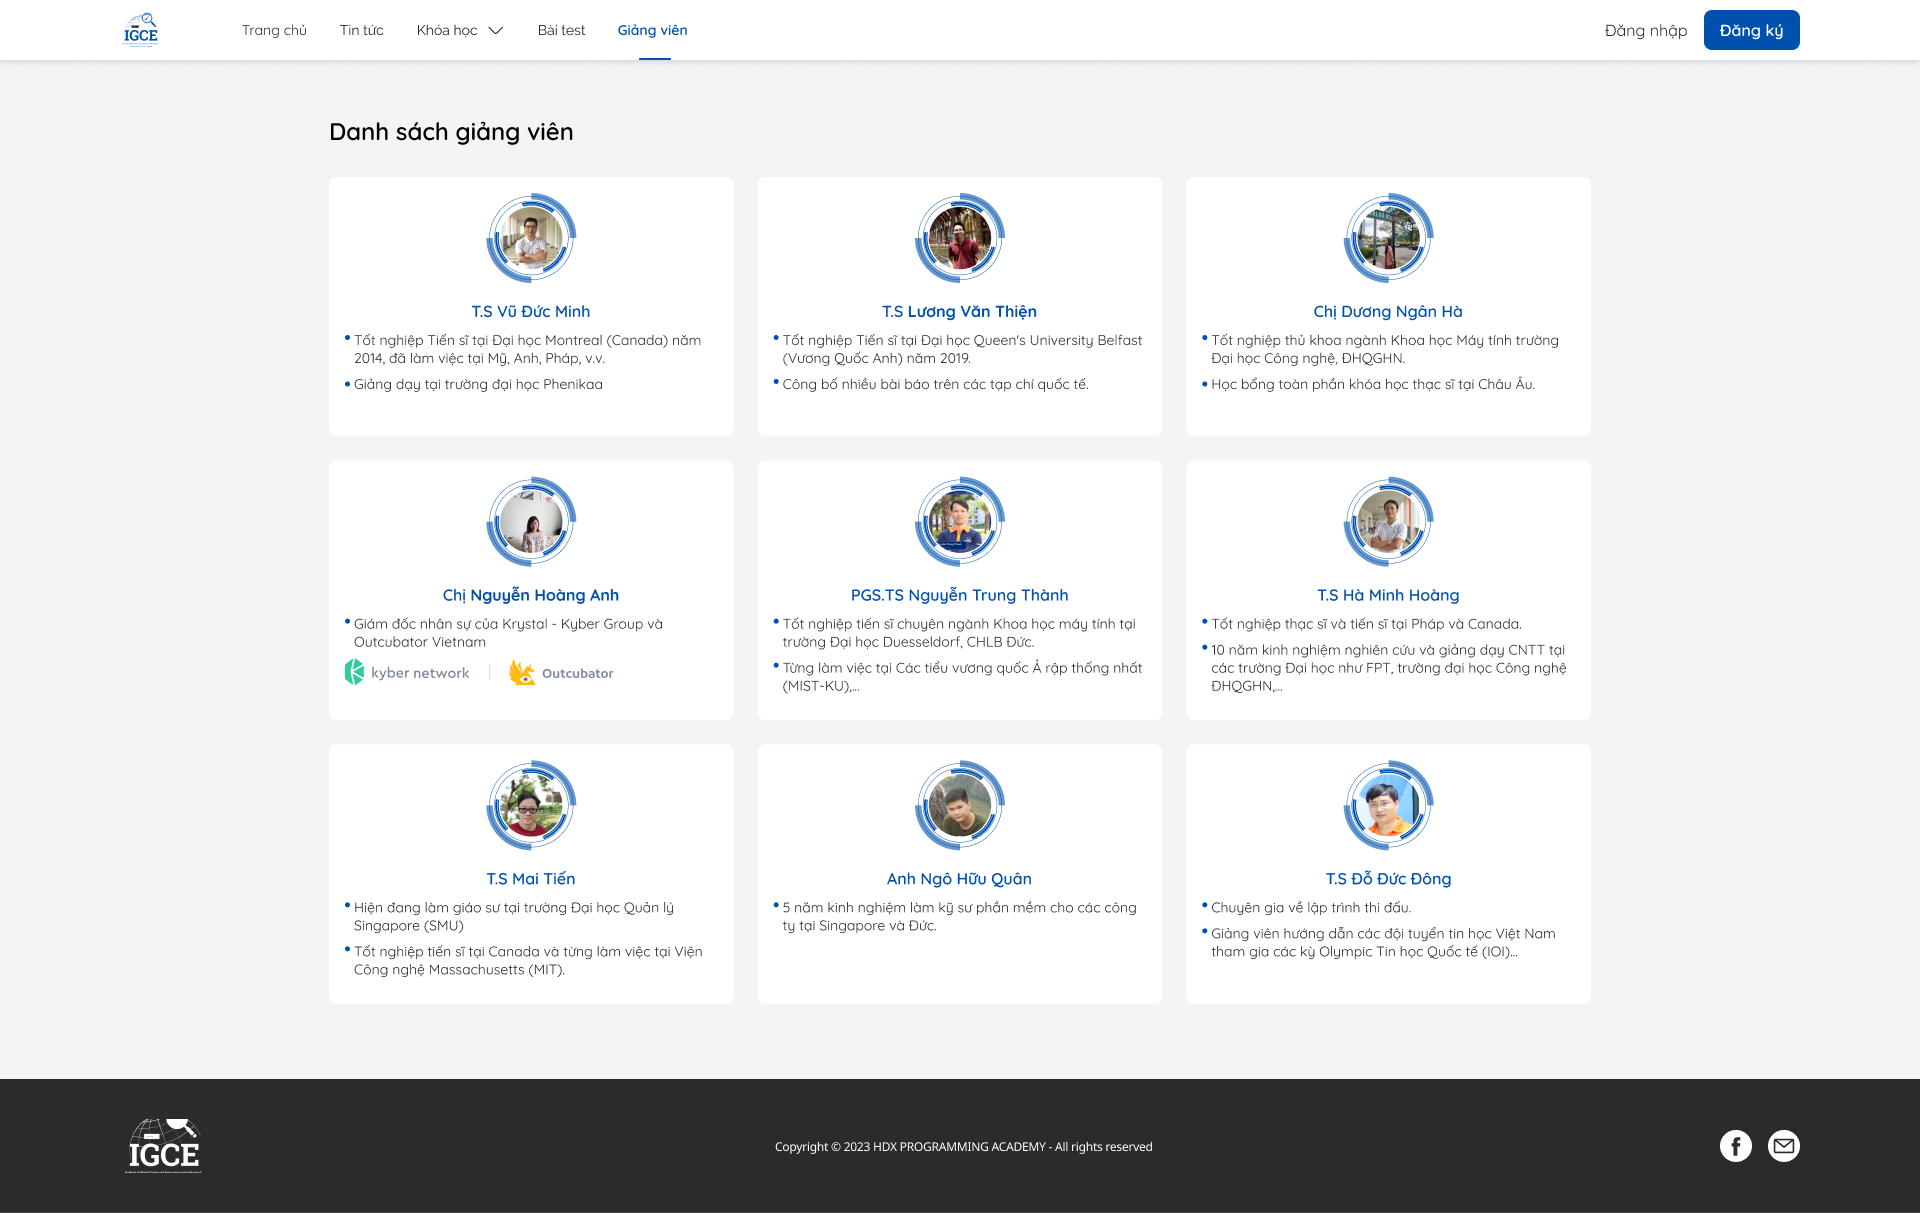 IGCE
Trang chủ
Tin tức
Khóa học
Bài test
Giảng viên
Đăng nhập
Đăng ký
Danh sách giảng viên
T.S Vũ Đức Minh
Tốt nghiệp Tiến sĩ tại Đại học Montreal (Canada) năm
2014, đã làm việc tại Mỹ, Anh, Pháp, v.v.
Giảng dạy tại trường đại học Phenikaa
T.S Lương Văn Thiện
Tốt nghiệp Tiến sĩ tại Đại học Queen's University Belfast
(Vương Quốc Anh) năm 2019.
Công bố nhiều bài báo trên các tạp chí quốc tế.
Chị Dương Ngân Hà
Tốt nghiệp thủ khoa ngành Khoa học Máy tính trường
Đại học Công nghệ, ĐHQGHN.
Học bổng toàn phần khóa học thạc sĩ tại Châu Âu.
Chị Nguyễn Hoàng Anh
Giám đốc nhân sự của Krystal - Kyber Group và
Outcubator Vietnam
kyber network
Outcubator
PGS.TS Nguyễn Trung Thành
Tốt nghiệp tiến sĩ chuyên ngành Khoa học máy tính tại
trường Đại học Duesseldorf, CHLB Đức.
Từng làm việc tại Các tiểu vương quốc Ả rập thống nhất
(MIST-KU),...
T.S Hà Minh Hoàng
Tốt nghiệp thạc sĩ và tiến sĩ tại Pháp và Canada.
10 năm kinh nghiệm nghiên cứu và giảng dạy CNTT tại
các trường Đại học như FPT, trường đại học Công nghệ
ĐHQGHN,...
T.S Mai Tiến
Hiện đang làm giáo sư tại trường Đại học Quản lý
Singapore (SMU)
Tốt nghiệp tiến sĩ tại Canada và từng làm việc tại Viện
Công nghệ Massachusetts (MIT).
Anh Ngô Hữu Quân
5 năm kinh nghiệm làm kỹ sư phần mềm cho các công
ty tại Singapore và Đức.
T.S Đỗ Đức Đông
Chuyên gia về lập trình thi đấu.
Giảng viên hướng dẫn các đội tuyển tin học Việt Nam
tham gia các kỳ Olympic Tin học Quốc tế (IOI)...
IGCE
Copyright © 2023 HDX PROGRAMMING ACADEMY - All rights reserved